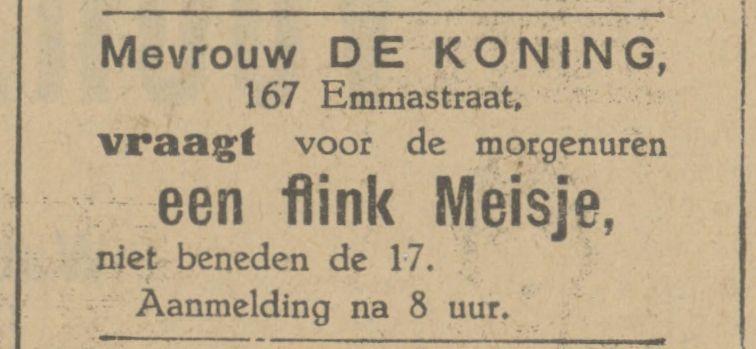 Mevrouw DE KONING,
167 Emmastraat,
vraagt voor de morgenuren
een flink Meisje,
niet beneden de 17.
Aanmelding na 8 uur.